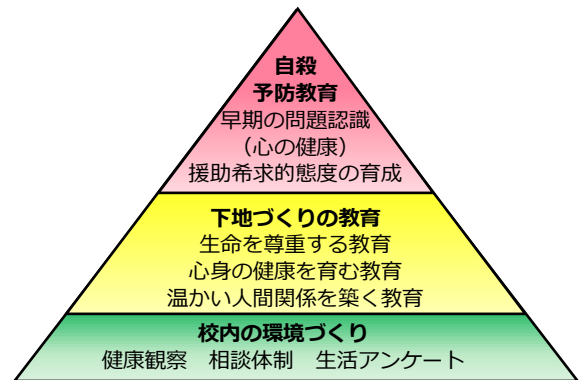 自殺
予防教育
早期の問題認識
（心の健康）
援助希求的態度の育成
下地づくりの教育
生命を尊重する教育
心身の健康を育む教育
温かい人間関係を築く教育
校内の環境づくり
健康観察　相談体制　生活アンケート